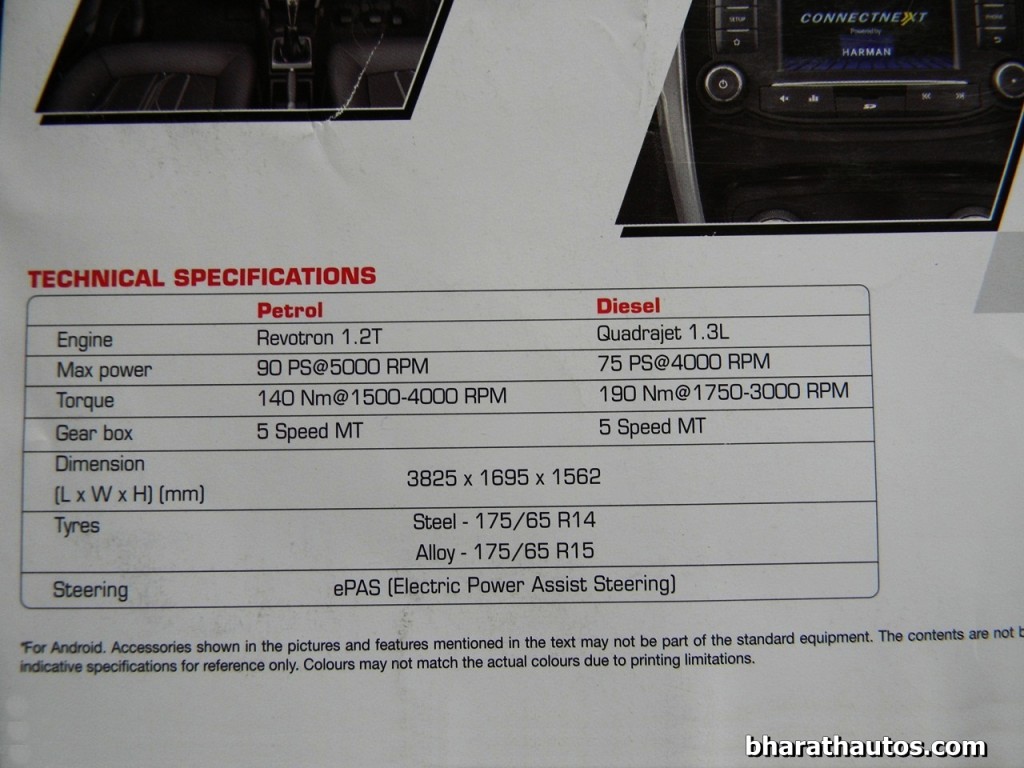 SETUP
CONNECTNEXT
Powered by
HARMAN
PHONE
TECHNICAL SPECIFICATIONS
Petrol Diesel
Engine Revotron 1.2T Quadrajet 1.3L
Max power 90 PS@5000 RPM 75 PS@4000 RPM
Torque 140 Nm@1500-4000 RPM 190 Nm@1750-3000 RPM
Gear box 5 Speed MT 5 Speed MT
Dimension
(L x W x H) (mm) 3825 x 1695 x 1562
Tyres Steel - 175/65 R14
Alloy - 175/65 R15
Steering ePAS (Electric Power Assist Steering)
*For Android. Accessories shown in the pictures and features mentioned in the text may not be part of the standard equipment. The contents are not
indicative specifications for reference only. Colours may not match the actual colours due to printing limitations.
bharathautos.com